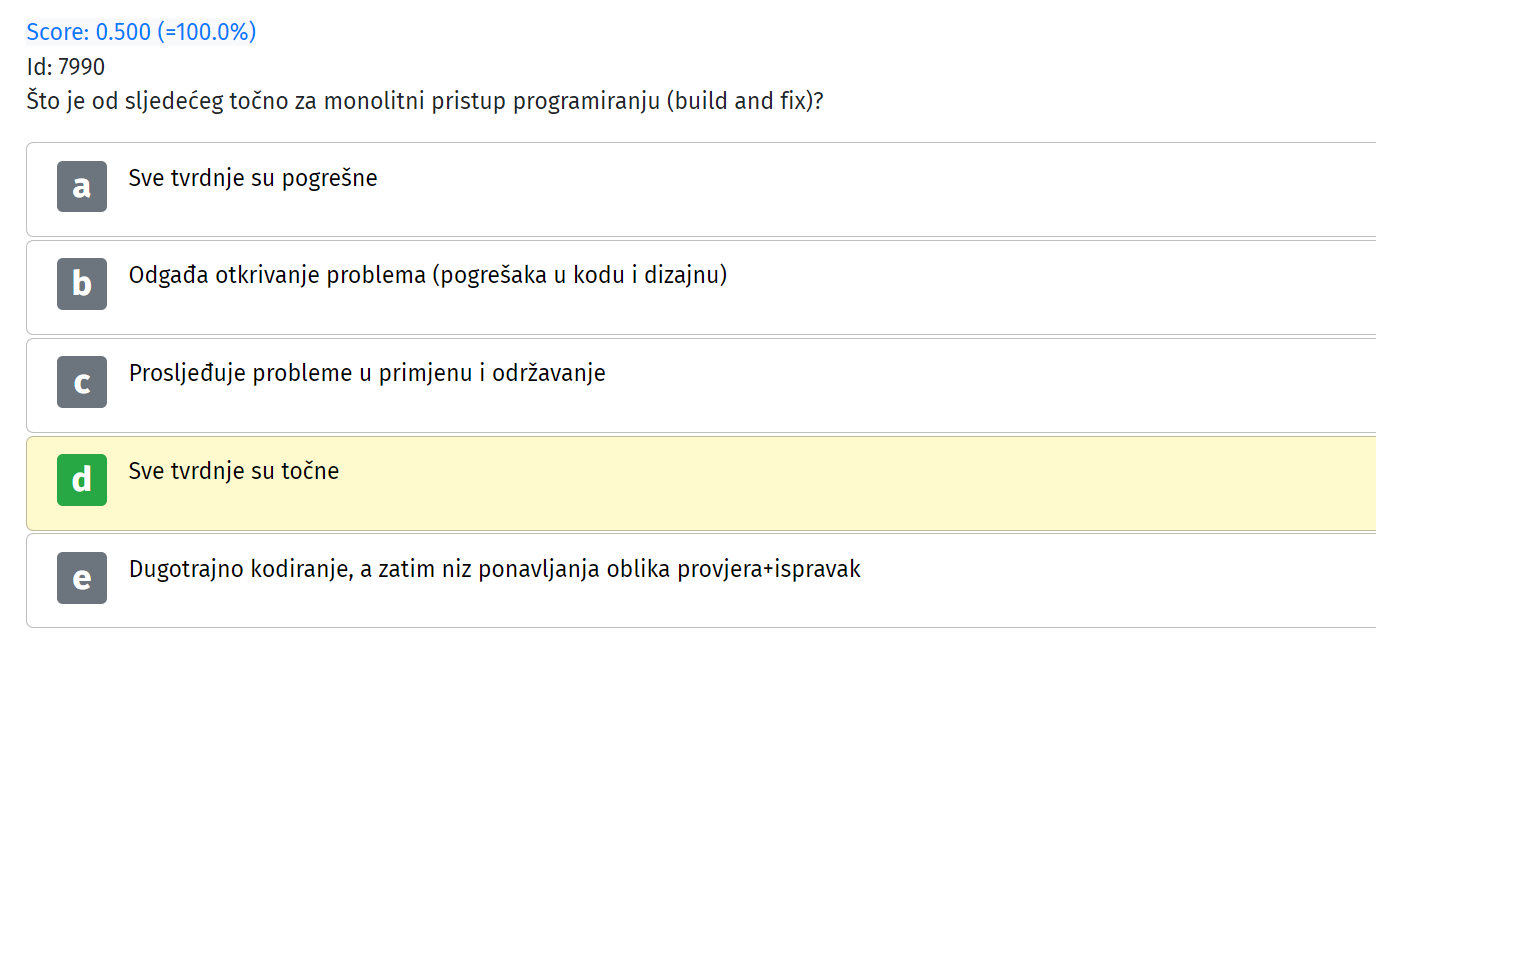 Score: 0.500 (=100.0%)
Id: 7990
Što je od sljedećeg točno za monolitni pristup programiranju (build and fix)?
a Sve tvrdnje su pogrešne
b Odgađa otkrivanje problema (pogrešaka u kodu i dizajnu)
c Prosljeđuje probleme u primjenu i održavanje
d Sve tvrdnje su točne
e Dugotrajno kodiranje, a zatim niz ponavljanja oblika provjera+ispravak